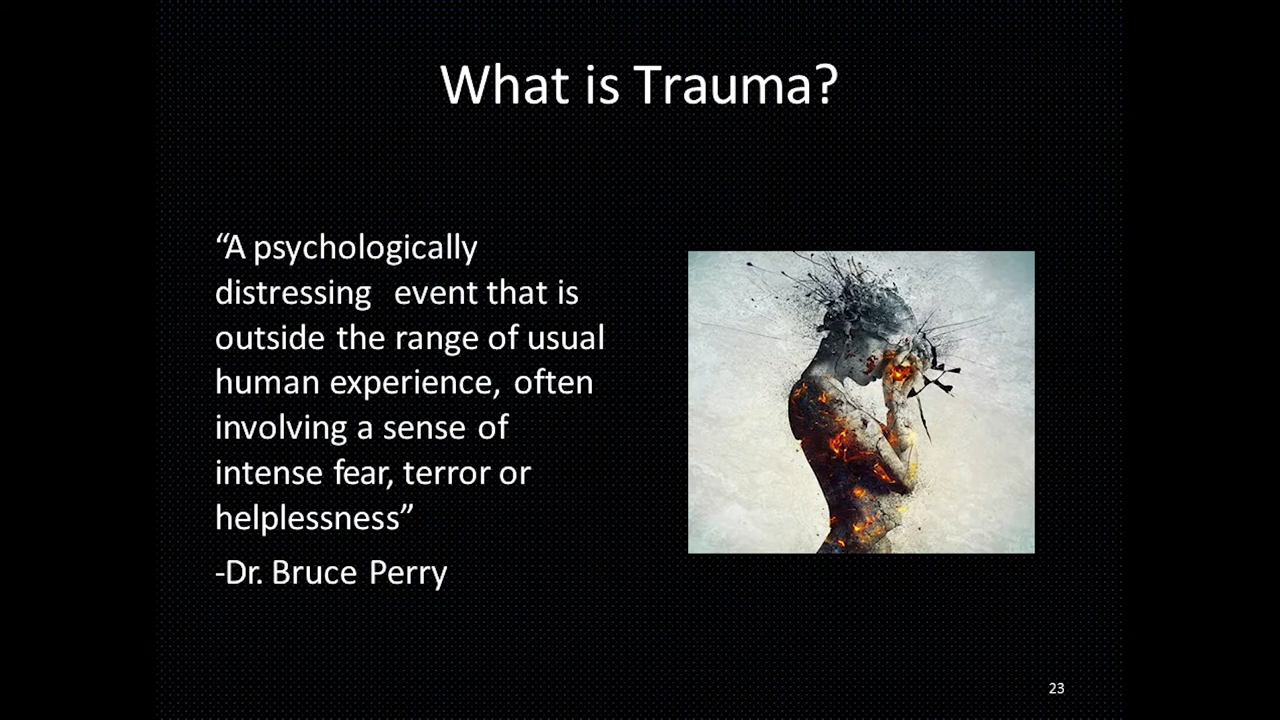 What is Trauma?
“A psychologically
distressing event that is
outside the range of usual
human experience, often
involving a sense of
intense fear, terror or
helplessness”
-Dr. Bruce Perry
23